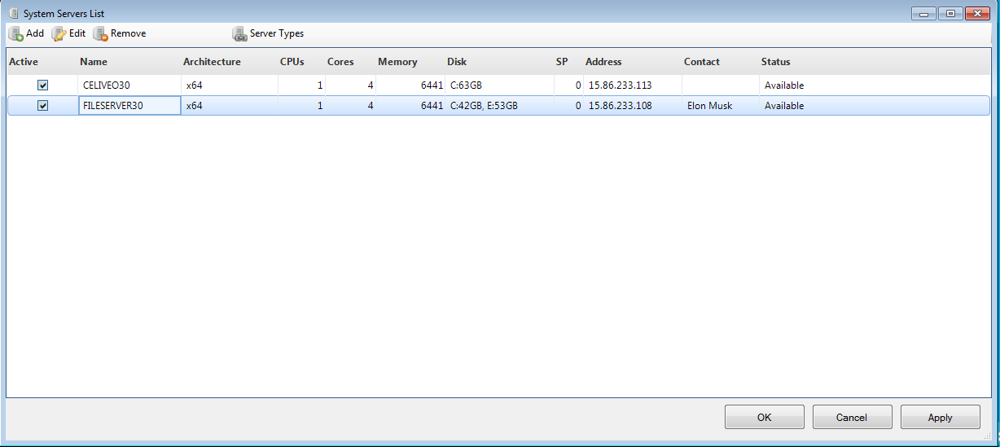 System Servers List
Add Edit Remove Server Types
Active Name Architecture CPUs Cores Memory Disk SP Address Contact Status
CELIVEO30 x64 1 4 6441 C:63GB 0 15.86.233.113 Available
FILESERVER30 x64 1 4 6441 C:42GB, E:53GB 0 15.86.233.108 Elon Musk Available
OK Cancel Apply